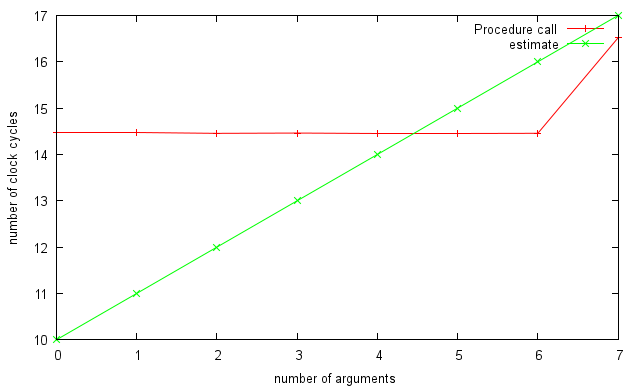 17
Procedure call
estimate
16
15
14
13
12
11
10
number of clock cycles
0 1 2 3 4 5 6 7
number of arguments